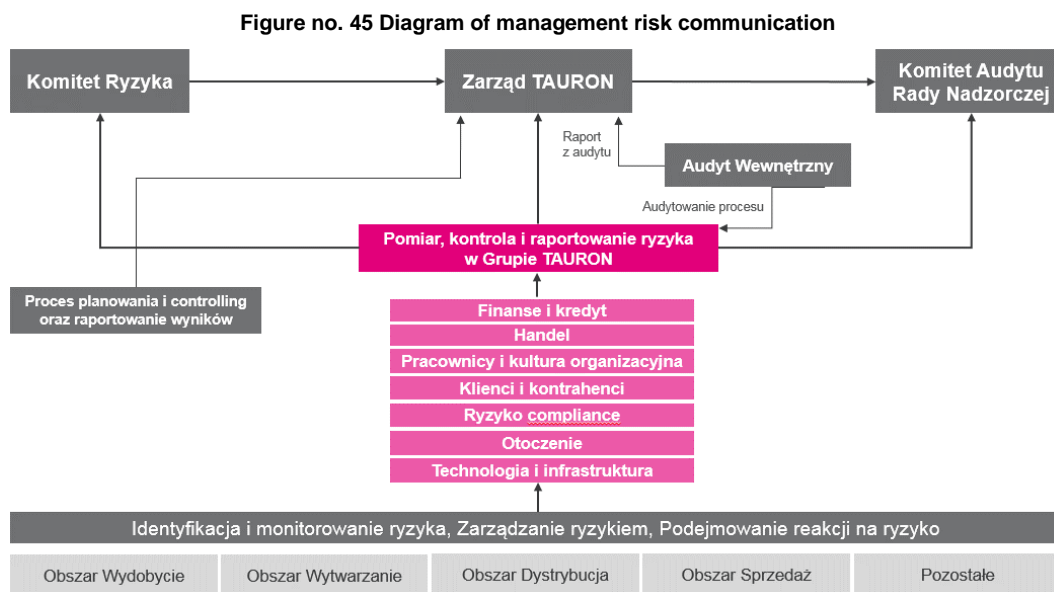 Figure no. 45 Diagram of management risk communication
Komitet Ryzyka
Zarząd TAURON
Komitet Audytu
Rady Nadzorczej
Raport
z audytu
Audyt Wewnętrzny
Audytowanie procesu
Pomiar, kontrola i raportowanie ryzyka
w Grupie TAURON
Proces planowania i controlling
oraz raportowanie wyników
Finanse i kredyt
Handel
Pracownicy i kultura organizacyjna
Klienci i kontrahenci
Ryzyko compliance
Otoczenie
Technologia i infrastruktura
Identyfikacja i monitorowanie ryzyka, Zarządzanie ryzykiem, Podejmowanie reakcji na ryzyko
Obszar Wydobycie
Obszar Wytwarzanie
Obszar Dystrybucja
Obszar Sprzedaż
Pozostałe